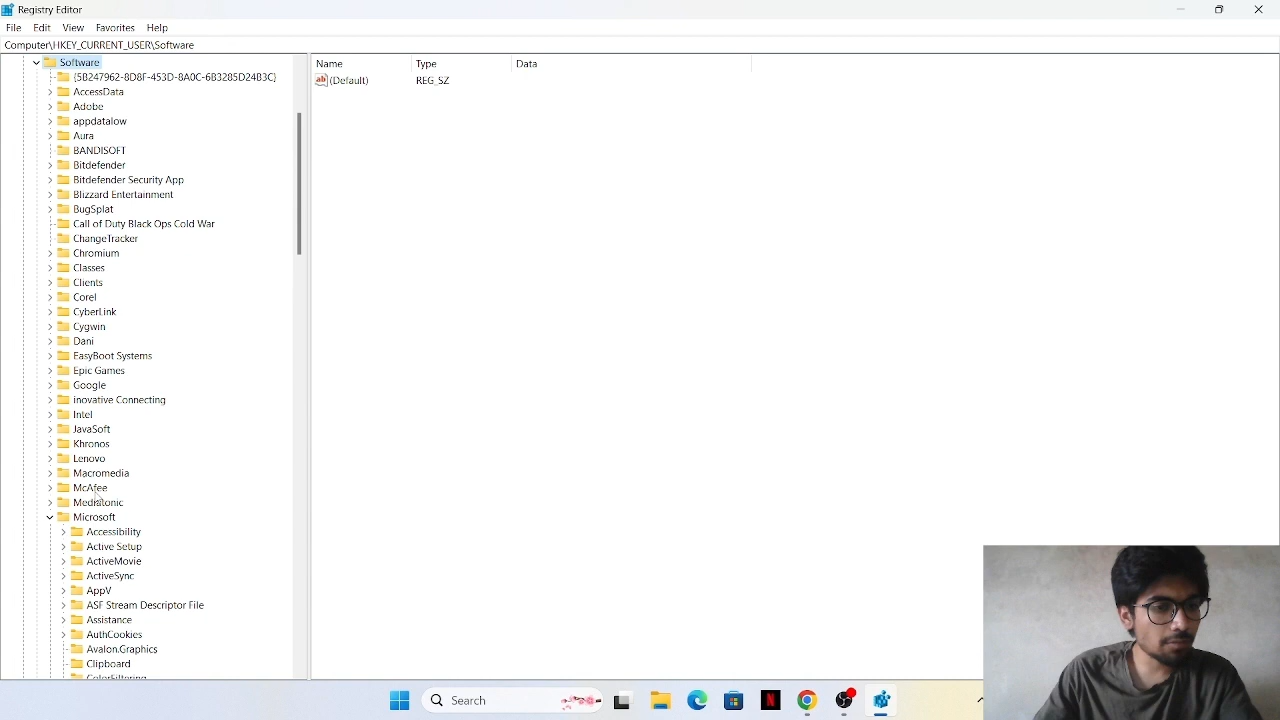 Registry Editor
File Edit View Favorites Help
Computer\HKEY_CURRENT_USER\Software
Software
{5B247962-8D8F-453D-8A0C-6B3285D24B3C}
AccessData
Adobe
appdatalow
Aura
BANDISOFT
Bitdefender
Bitdefender Security App
Blizzard Entertainment
BugSplat
Call of Duty Black Ops Cold War
ChangeTracker
Chromium
Classes
Clients
Corel
CyberLink
Cygwin
Dani
EasyBoot Systems
Epic Games
Google
inovative Connecting
Intel
JavaSoft
Khronos
Lenovo
Macromedia
McAfee
Mediatonic
Microsoft
Accessibility
Active Setup
ActiveMovie
ActiveSync
AppV
ASF Stream Descriptor File
Assistance
AuthCookies
Avalon.Graphics
Clipboard
ColorFiltering
Name Type Data
ab (Default) REG_SZ
Search
N